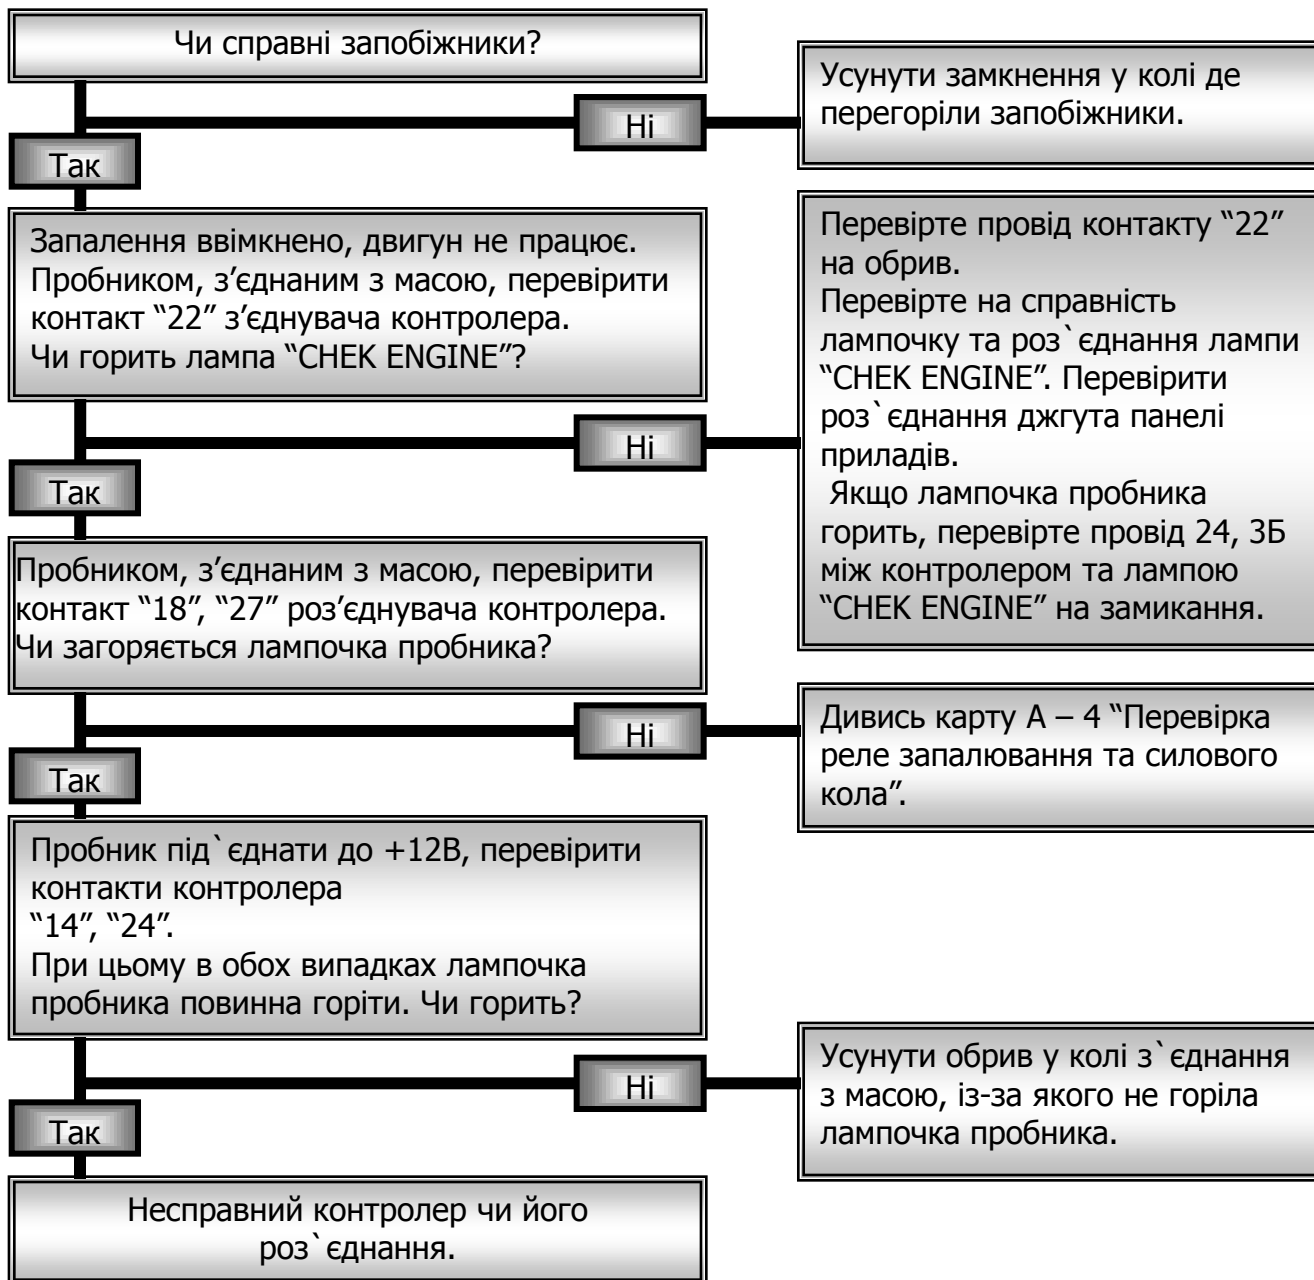 Чи справні запобіжники?
Ні
Усунути замкнення у колі де
перегоріли запобіжники.
Так
Запалення ввімкнено, двигун не працює.
Пробником, з’єднаним з масою, перевірити
контакт “22” з’єднувача контролера.
Чи горить лампа “CHEK ENGINE”?
Ні
Перевірте провід контакту “22”
на обрив.
Перевірте на справність
лампочку та роз`єднання лампи
“CHEK ENGINE”. Перевірити
роз`єднання джгута панелі
приладів.
Якщо лампочка пробника
горить, перевірте провід 24, 3Б
між контролером та лампою
“CHEK ENGINE” на замикання.
Так
Пробником, з’єднаним з масою, перевірити
контакт “18”, “27” роз’єднувача контролера.
Чи загоряється лампочка пробника?
Ні
Дивись карту А – 4 “Перевірка
реле запалювання та силового
кола”.
Так
Пробник під`єднати до +12В, перевірити
контакти контролера
“14”, “24”.
При цьому в обох випадках лампочка
пробника повинна горіти. Чи горить?
Ні
Усунути обрив у колі з`єднання
з масою, із-за якого не горіла
лампочка пробника.
Так
Несправний контролер чи його
роз`єднання.